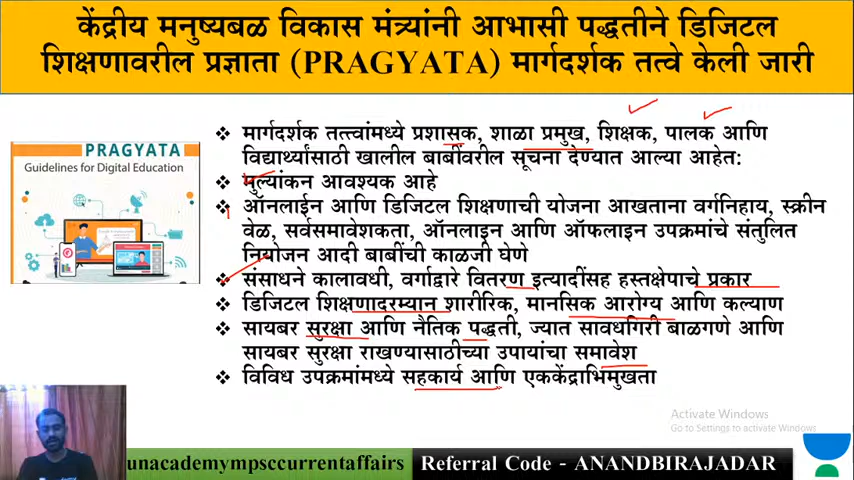 केंद्रीय मनुष्यबळ विकास मंत्र्यांनी आभासी पद्धतीने डिजिटल
शिक्षणावरील प्रज्ञाता (PRAGYATA) मार्गदर्शक तत्वे केली जारी
PRAGYATA
Guidelines for Digital Education
❖ मार्गदर्शक तत्त्वांमध्ये प्रशासक, शाळा प्रमुख, शिक्षक, पालक आणि
विद्यार्थ्यांसाठी खालील बाबींवरील सूचना देण्यात आल्या आहेत:
❖ मुल्यांकन आवश्यक आहे
❖ ऑनलाईन आणि डिजिटल शिक्षणाची योजना आखताना वर्गनिहाय, स्क्रीन
वेळ, सर्वसमावेशकता, ऑनलाइन आणि ऑफलाइन उपक्रमांचे संतुलित
नियोजन आदी बाबींची काळजी घेणे
❖ संसाधने कालावधी, वर्गाद्वारे वितरण इत्यादींसह हस्तक्षेपाचे प्रकार
❖ डिजिटल शिक्षणादरम्यान शारीरिक, मानसिक आरोग्य आणि कल्याण
❖ सायबर सुरक्षा आणि नैतिक पद्धती, ज्यात सावधगिरी बाळगणे आणि
सायबर सुरक्षा राखण्यासाठीच्या उपायांचा समावेश
❖ विविध उपक्रमांमध्ये सहकार्य आणि एककेंद्राभिमुखता
Activate Windows
Go to Settings to activate Windows.
unacademympsccurrentaffairs
Referral Code - ANANDBIRAJADAR